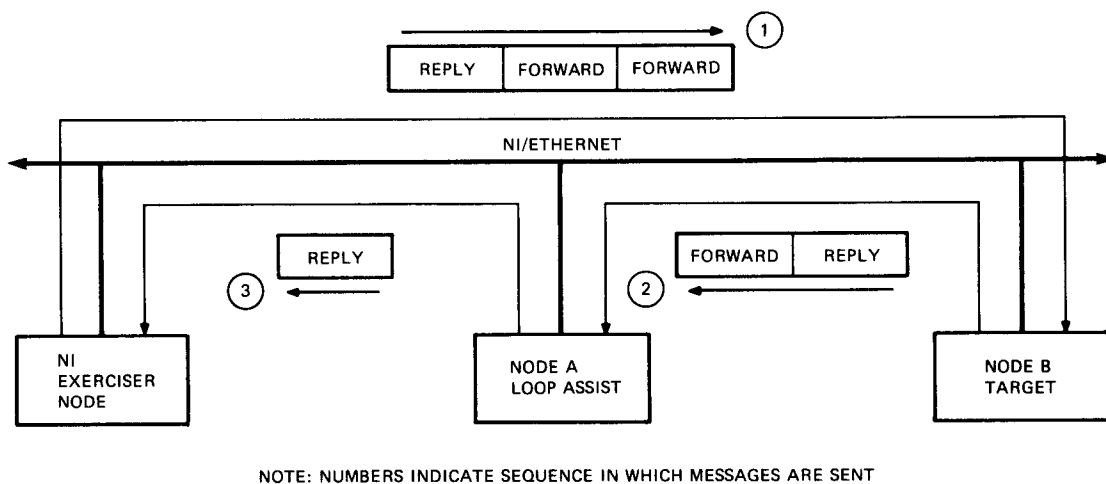 1
REPLY FORWARD FORWARD
NI/ETHERNET
REPLY
3
FORWARD REPLY
2
NI
EXERCISER
NODE
NODE A
LOOP ASSIST
NODE B
TARGET
NOTE: NUMBERS INDICATE SEQUENCE IN WHICH MESSAGES ARE SENT